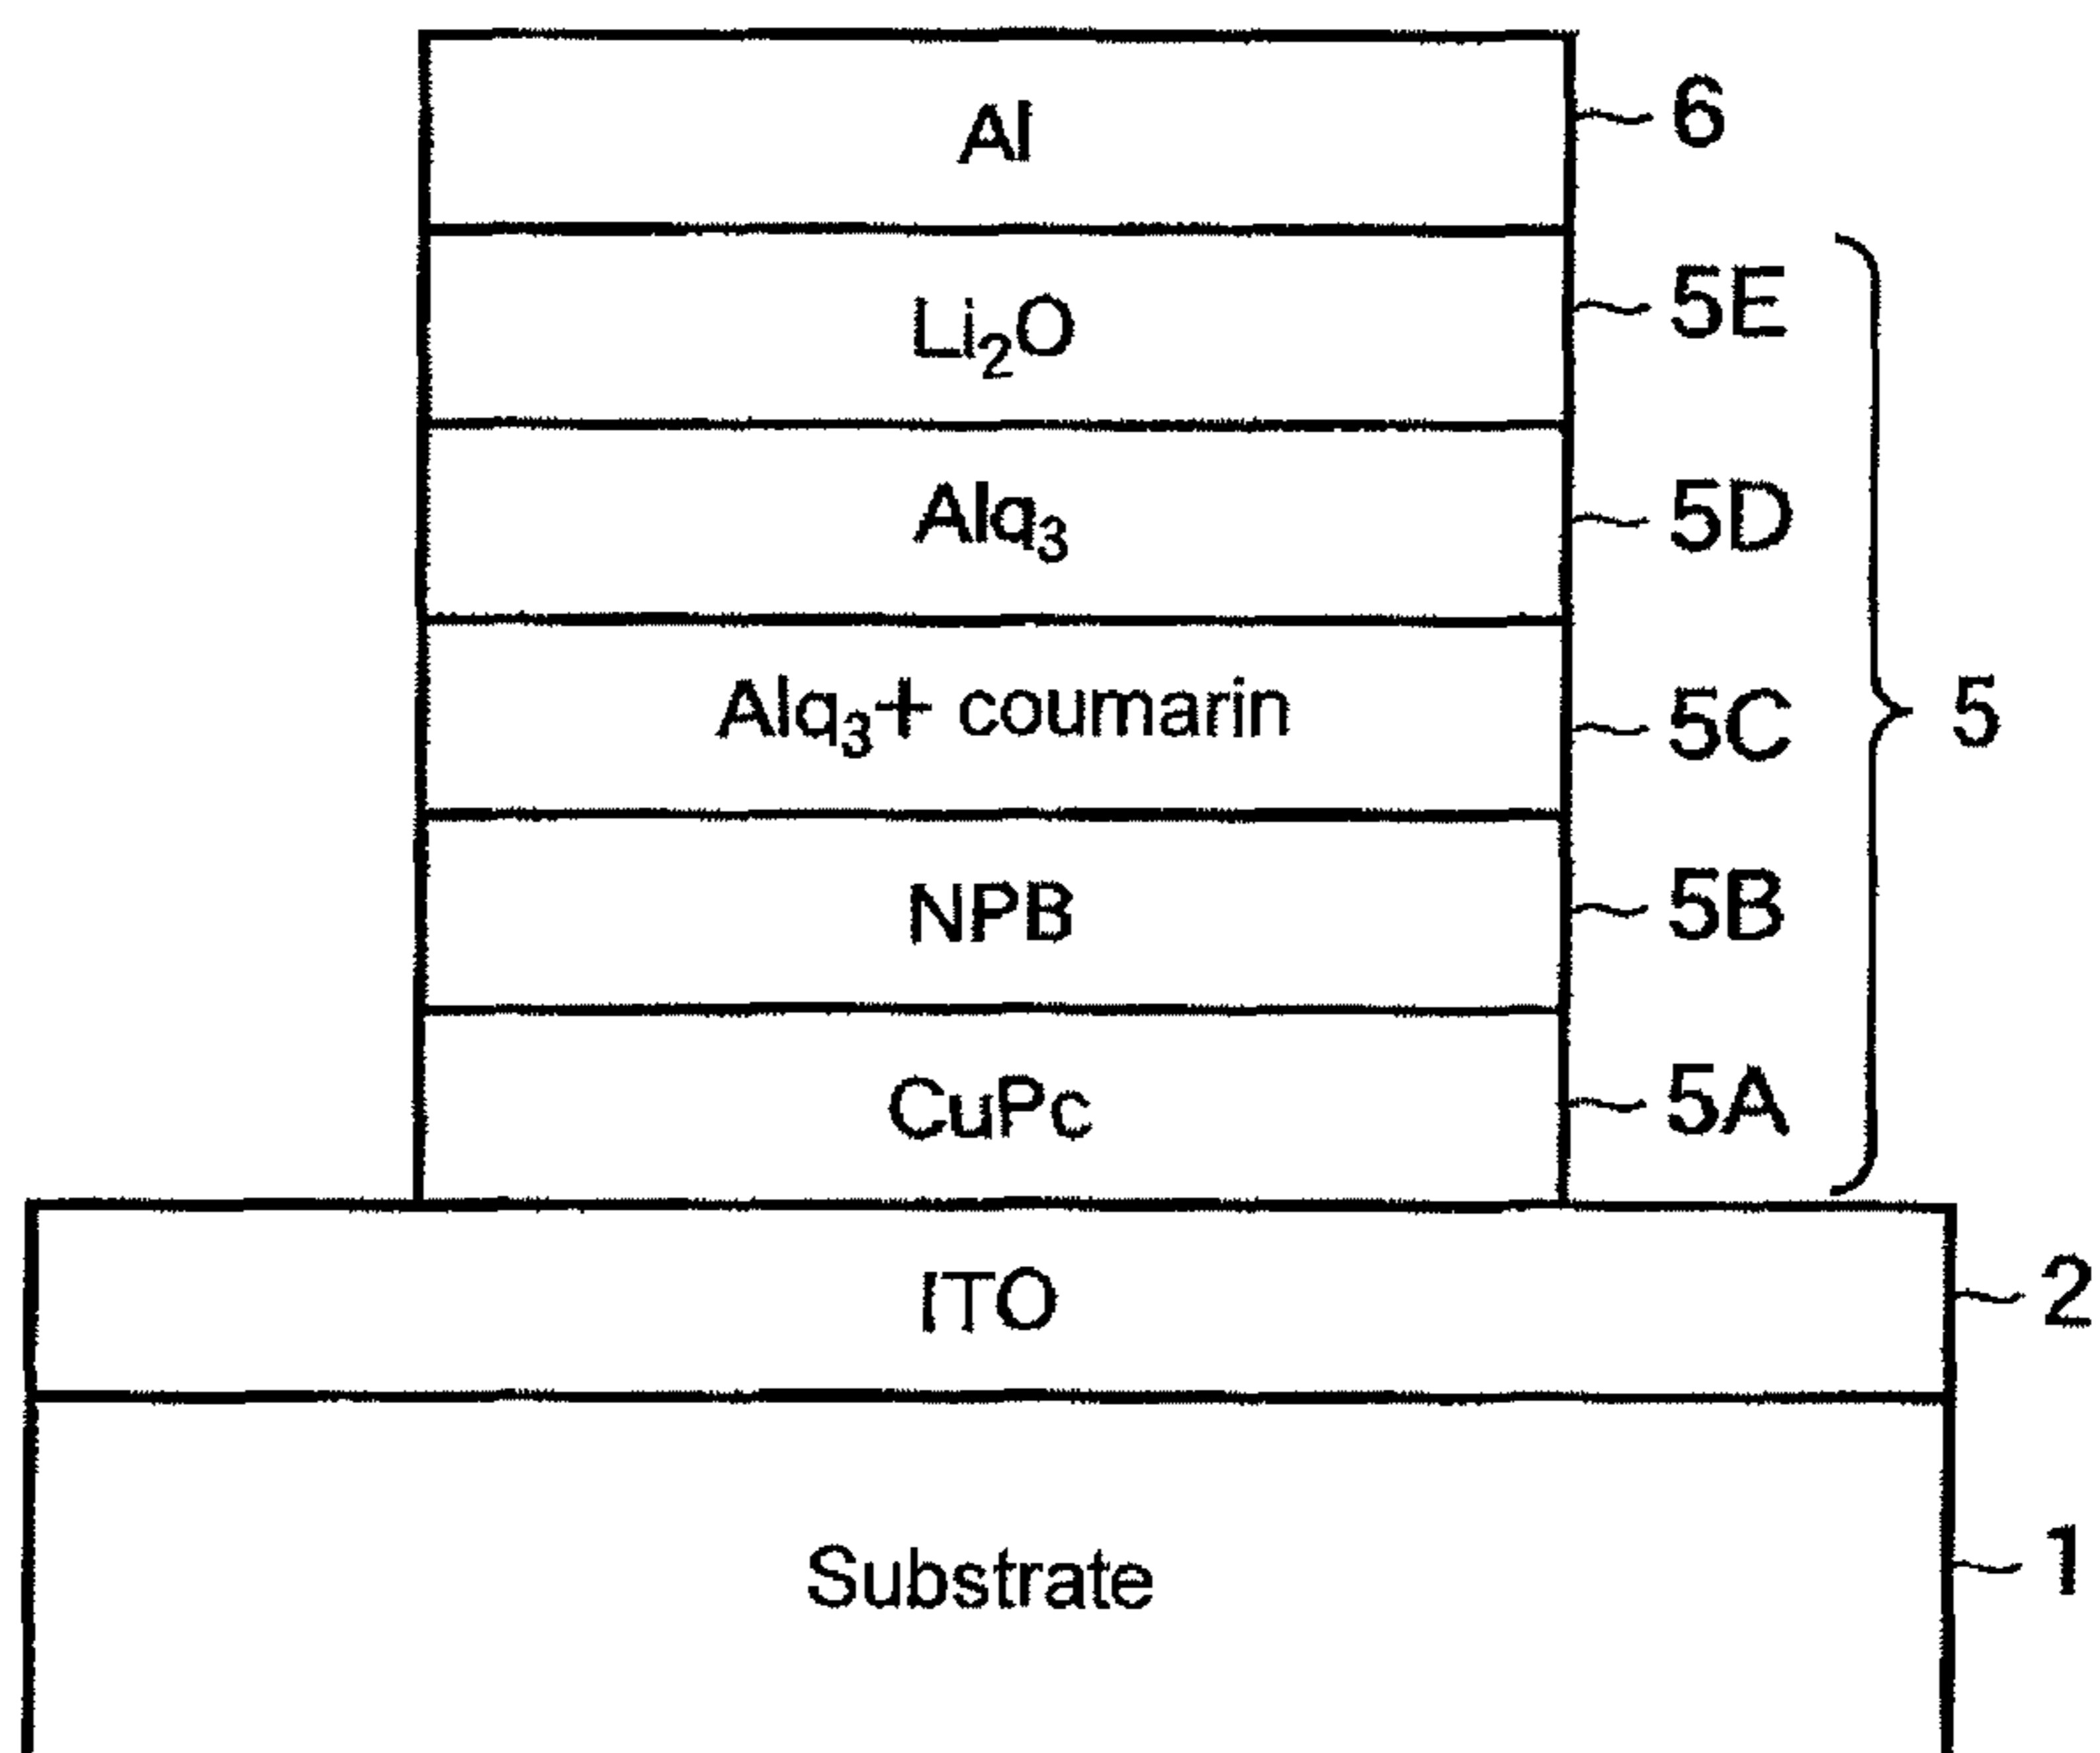 Al 6
Li₂O 5E
Alq₃ 5D
Alq₃+ coumarin 5C 5
NPB 5B
CuPc 5A
ITO 2
Substrate 1